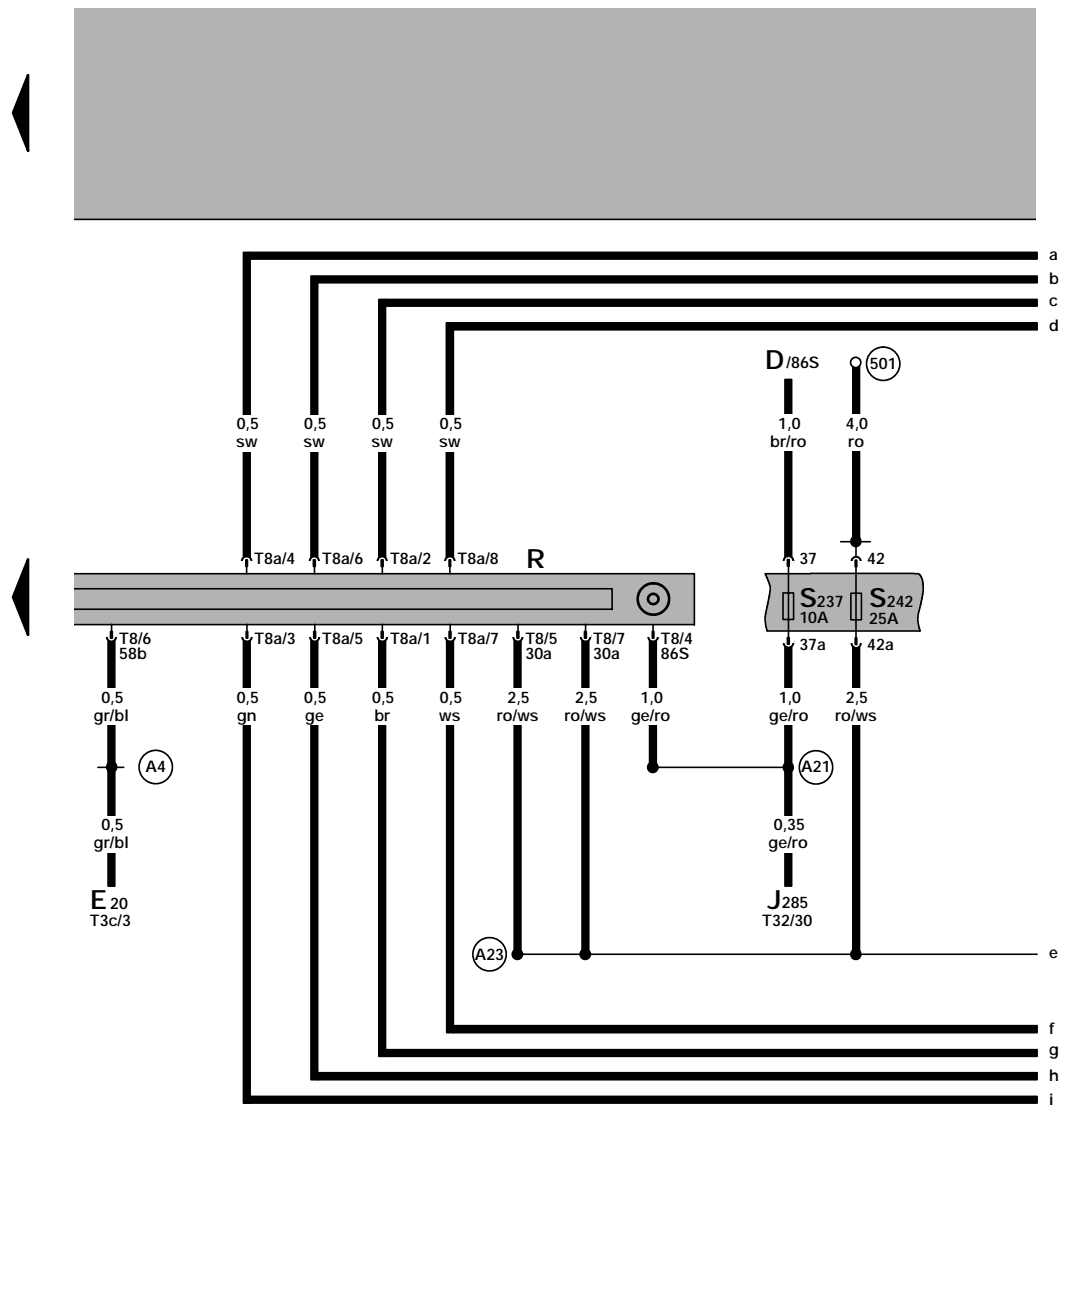 a
b
c
d
D/86S
501
0,5 0,5 0,5 0,5 1,0 4,0
sw sw sw sw br/ro ro
T8a/4 T8a/6 T8a/2 T8a/8 R 37 42
S237 S242
10A 25A
T8/6 T8a/3 T8a/5 T8a/1 T8a/7 T8/5 T8/7 T8/4 37a 42a
58b 30a 30a 86S
0,5 0,5 0,5 0,5 0,5 2,5 2,5 1,0 1,0 2,5
gr/bl gn ge br ws ro/ws ro/ws ge/ro ge/ro ro/ws
A4 A21
0,5 0,35
gr/bl ge/ro
E20 J285
T3c/3 T32/30
A23 e
f
g
h
i